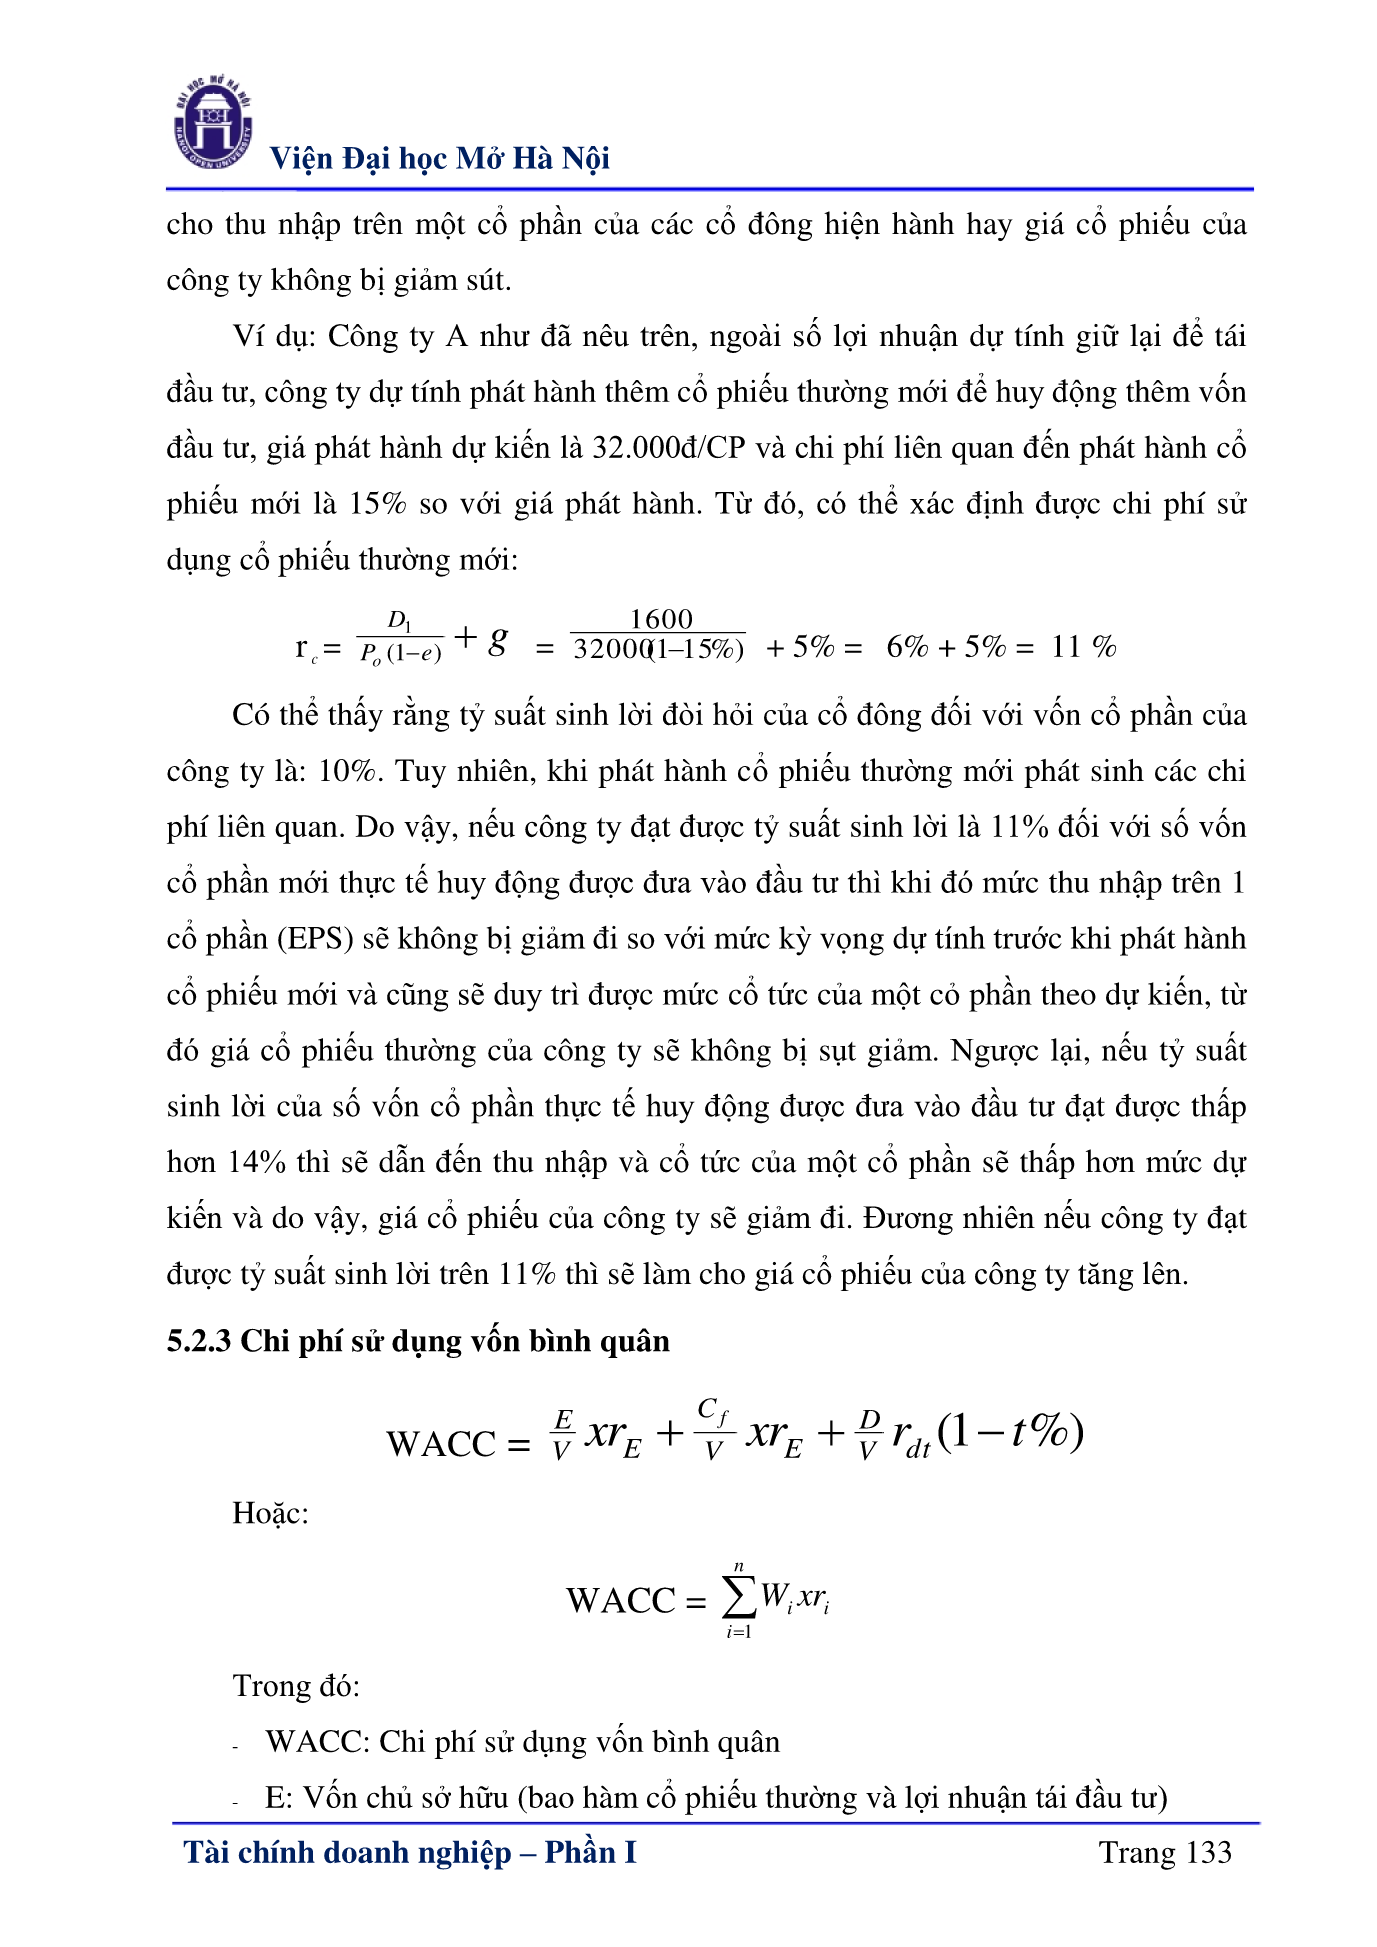 ĐẠI HỌC MỞ HÀ NỘI
HANOI OPEN UNIVERSITY
Viện Đại học Mở Hà Nội
cho thu nhập trên một cổ phần của các cổ đông hiện hành hay giá cổ phiếu của
công ty không bị giảm sút.
Ví dụ: Công ty A như đã nêu trên, ngoài số lợi nhuận dự tính giữ lại để tái
đầu tư, công ty dự tính phát hành thêm cổ phiếu thường mới để huy động thêm vốn
đầu tư, giá phát hành dự kiến là 32.000đ/CP và chi phí liên quan đến phát hành cổ
phiếu mới là 15% so với giá phát hành. Từ đó, có thể xác định được chi phí sử
dụng cổ phiếu thường mới:
r_c = D_1 / P_o (1–e) + g = 1600 / 32000(1–15%) + 5% = 6% + 5% = 11 %
Có thể thấy rằng tỷ suất sinh lời đòi hỏi của cổ đông đối với vốn cổ phần của
công ty là: 10%. Tuy nhiên, khi phát hành cổ phiếu thường mới phát sinh các chi
phí liên quan. Do vậy, nếu công ty đạt được tỷ suất sinh lời là 11% đối với số vốn
cổ phần mới thực tế huy động được đưa vào đầu tư thì khi đó mức thu nhập trên 1
cổ phần (EPS) sẽ không bị giảm đi so với mức kỳ vọng dự tính trước khi phát hành
cổ phiếu mới và cũng sẽ duy trì được mức cổ tức của một cỏ phần theo dự kiến, từ
đó giá cổ phiếu thường của công ty sẽ không bị sụt giảm. Ngược lại, nếu tỷ suất
sinh lời của số vốn cổ phần thực tế huy động được đưa vào đầu tư đạt được thấp
hơn 14% thì sẽ dẫn đến thu nhập và cổ tức của một cổ phần sẽ thấp hơn mức dự
kiến và do vậy, giá cổ phiếu của công ty sẽ giảm đi. Đương nhiên nếu công ty đạt
được tỷ suất sinh lời trên 11% thì sẽ làm cho giá cổ phiếu của công ty tăng lên.
5.2.3 Chi phí sử dụng vốn bình quân
WACC = E/V xr_E + C_f/V xr_E + D/V r_dt (1 – t%)
Hoặc:
WACC = ∑_{i=1}^{n} W_i xr_i
Trong đó:
- WACC: Chi phí sử dụng vốn bình quân
- E: Vốn chủ sở hữu (bao hàm cổ phiếu thường và lợi nhuận tái đầu tư)
Tài chính doanh nghiệp – Phần I Trang 133